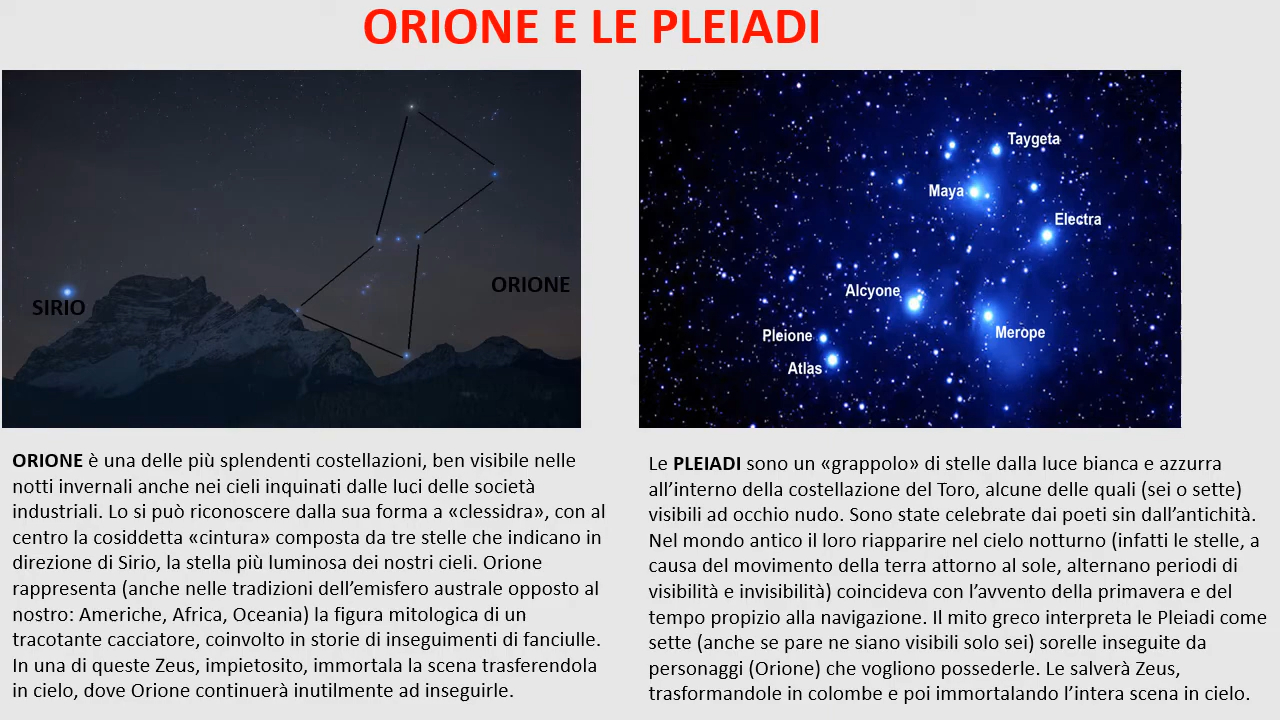 ORIONE E LE PLEIADI
SIRIO
ORIONE
Taygeta
Maya
Electra
Alcyone
Pleione
Merope
Atlas
ORIONE è una delle più splendenti costellazioni, ben visibile nelle
notti invernali anche nei cieli inquinati dalle luci delle società
industriali. Lo si può riconoscere dalla sua forma a «clessidra», con al
centro la cosiddetta «cintura» composta da tre stelle che indicano in
direzione di Sirio, la stella più luminosa dei nostri cieli. Orione
rappresenta (anche nelle tradizioni dell’emisfero australe opposto al
nostro: Americhe, Africa, Oceania) la figura mitologica di un
tracotante cacciatore, coinvolto in storie di inseguimenti di fanciulle.
In una di queste Zeus, impietosito, immortala la scena trasferendola
in cielo, dove Orione continuerà inutilmente ad inseguirle.
Le PLEIADI sono un «grappolo» di stelle dalla luce bianca e azzurra
all’interno della costellazione del Toro, alcune delle quali (sei o sette)
visibili ad occhio nudo. Sono state celebrate dai poeti sin dall’antichità.
Nel mondo antico il loro riapparire nel cielo notturno (infatti le stelle, a
causa del movimento della terra attorno al sole, alternano periodi di
visibilità e invisibilità) coincideva con l’avvento della primavera e del
tempo propizio alla navigazione. Il mito greco interpreta le Pleiadi come
sette (anche se pare ne siano visibili solo sei) sorelle inseguite da
personaggi (Orione) che vogliono possederle. Le salverà Zeus,
trasformandole in colombe e poi immortalando l’intera scena in cielo.